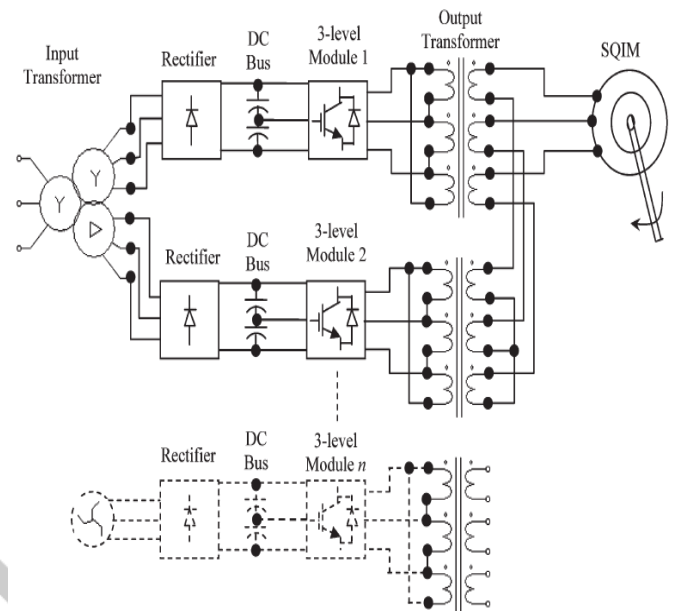 Input
Transformer
Rectifier
DC
Bus
3-level
Module 1
Output
Transformer
SQIM
Y
Y
Rectifier
DC
Bus
3-level
Module 2
Rectifier
DC
Bus
3-level
Module n